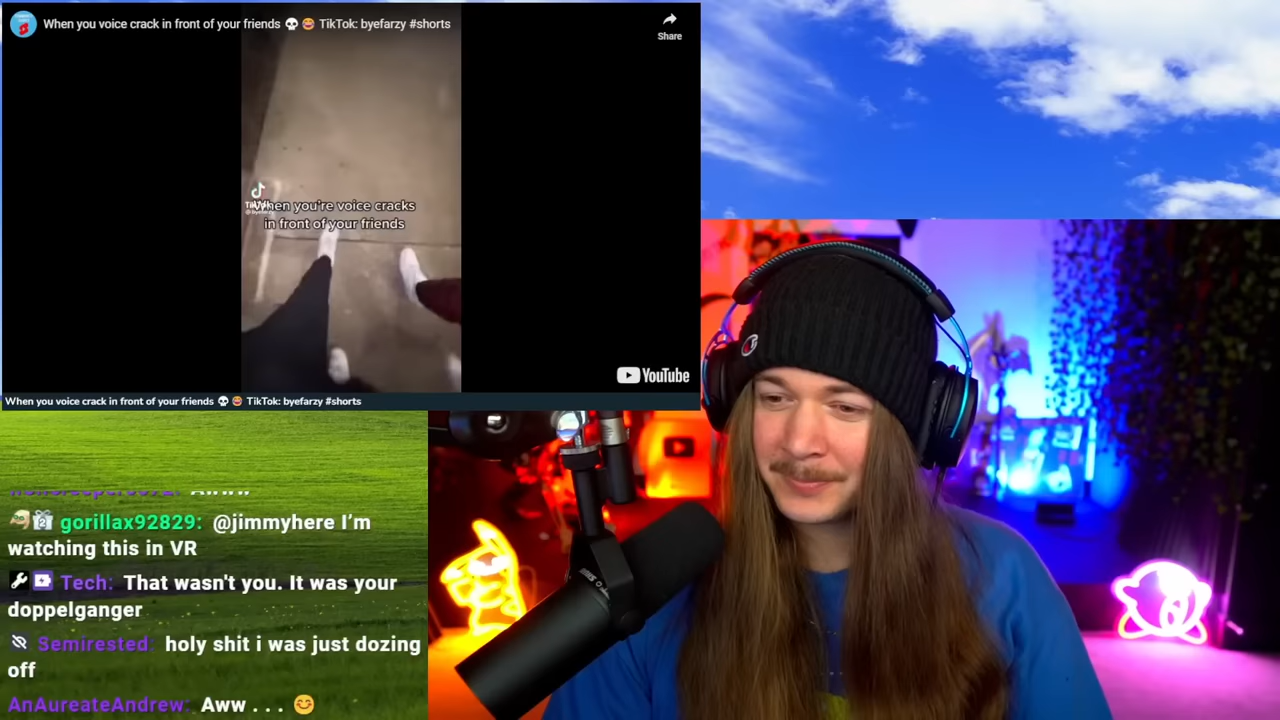 When you voice crack in front of your friends 💀 😂 TikTok: byefarzy #shorts
Share
TikTok
When you're voice cracks
in front of your friends
YouTube
When you voice crack in front of your friends 💀 😂 TikTok: byefarzy #shorts
gorillax92829: @jimmyhere I’m
watching this in VR
Tech: That wasn't you. It was your
doppelganger
Semirested: holy shit i was just dozing
off
AnAureateAndrew: Aww . . . 😊